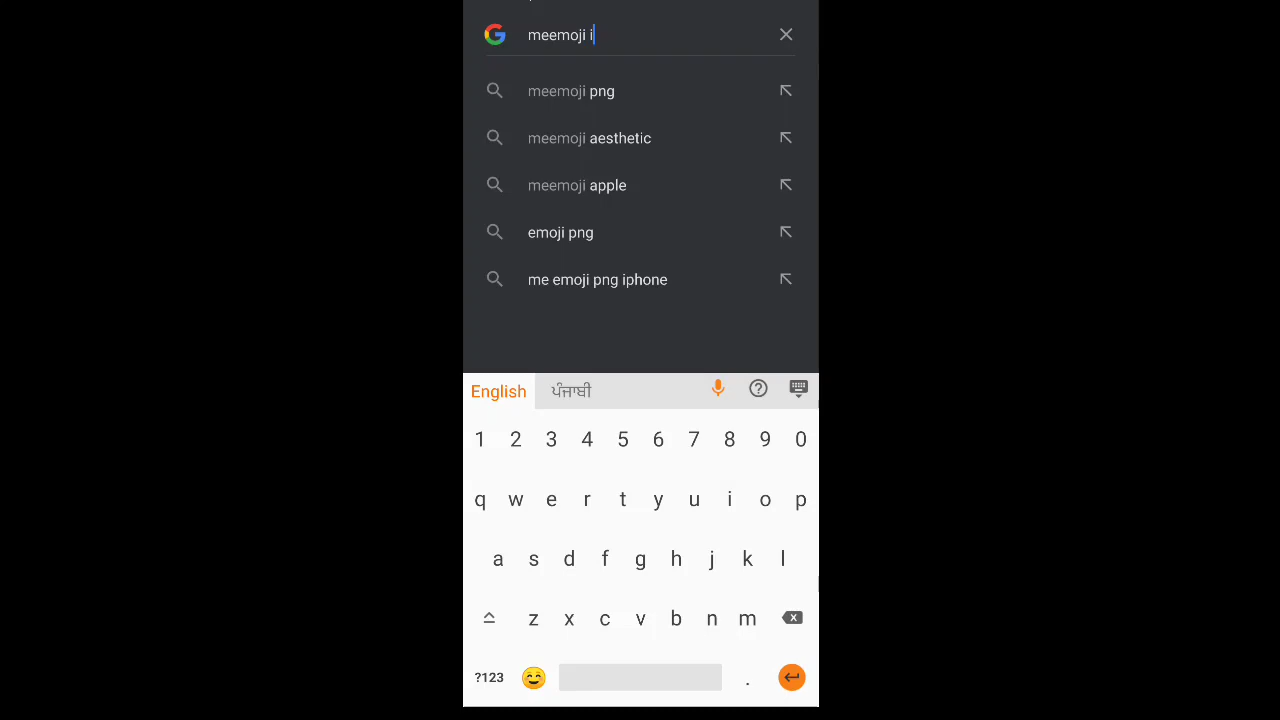 meemoji i
meemoji png
meemoji aesthetic
meemoji apple
emoji png
me emoji png iphone
English ਪੰਜਾਬੀ
1 2 3 4 5 6 7 8 9 0
q w e r t y u i o p
a s d f g h j k l
z x c v b n m
?123 .